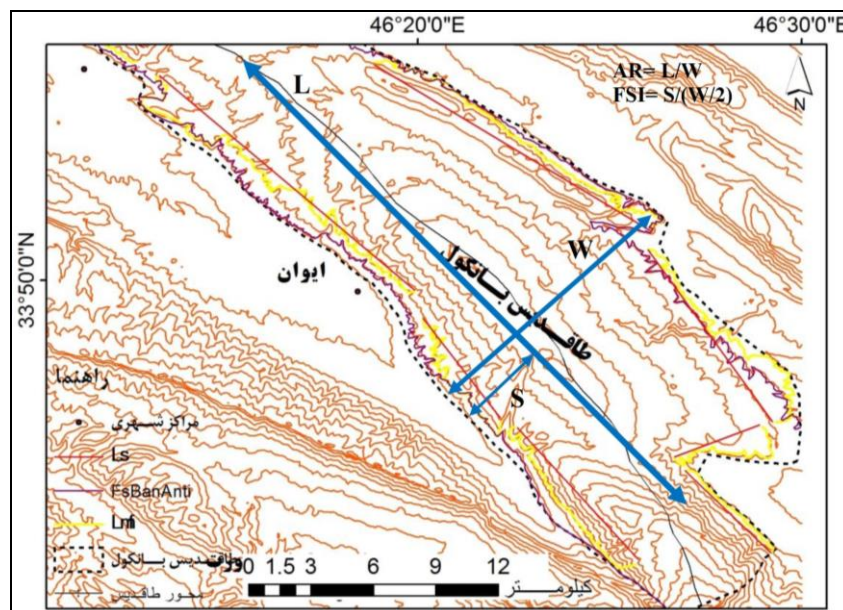 46°20'0"E
46°30'0"E
AR= L/W
FSI= S/(W/2)
N
L
W
33°50'0"N
ایوان
طاقدیس بانکول
S
راهنما
مراکز شهری
Ls
FsBanAnti
Lmf
طاقدیس بانکول
محور طاقدیس
0 1.5 3 6 9 12
کیلومتر